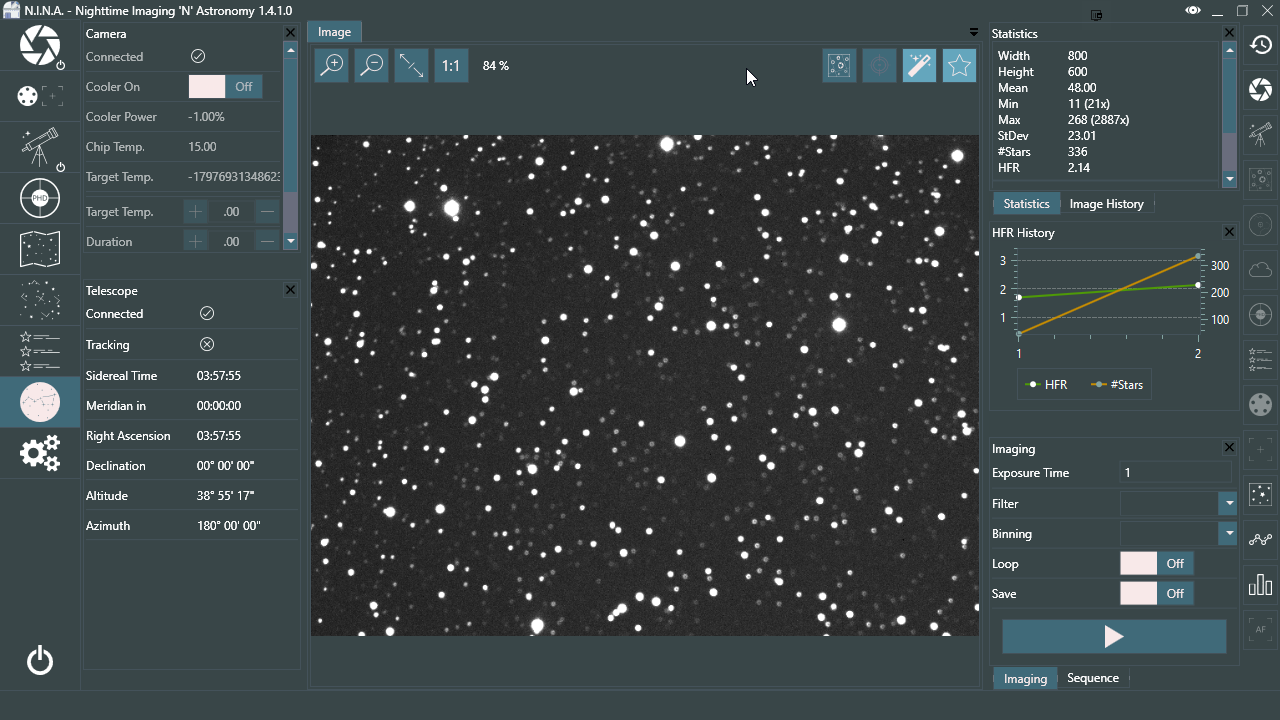 N.I.N.A. - Nighttime Imaging 'N' Astronomy 1.4.1.0
Camera
Connected
Cooler On Off
Cooler Power -1.00%
Chip Temp. 15.00
Target Temp. -17976931348623
Target Temp. + .00 —
Duration + .00 —
Telescope
Connected
Tracking
Sidereal Time 03:57:55
Meridian in 00:00:00
Right Ascension 03:57:55
Declination 00° 00' 00"
Altitude 38° 55' 17"
Azimuth 180° 00' 00"
PHD
Image
1:1 84 %
Statistics
Width 800
Height 600
Mean 48.00
Min 11 (21x)
Max 268 (2887x)
StDev 23.01
#Stars 336
HFR 2.14
Statistics Image History
HFR History
3 300
2 200
1 100
1 2
HFR #Stars
Imaging
Exposure Time 1
Filter
Binning
Loop Off
Save Off
Imaging Sequence
AF